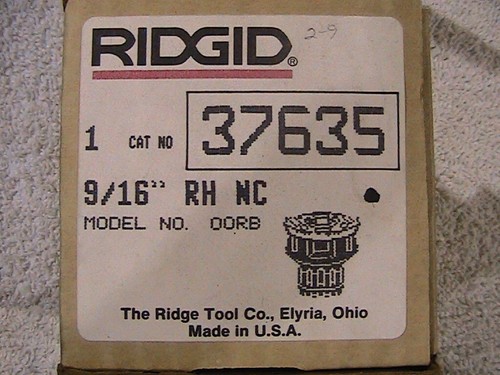 RIDGID®
2-9
1 CAT NO 37635
9/16" RH NC
MODEL NO. 00RB
The Ridge Tool Co., Elyria, Ohio
Made in U.S.A.